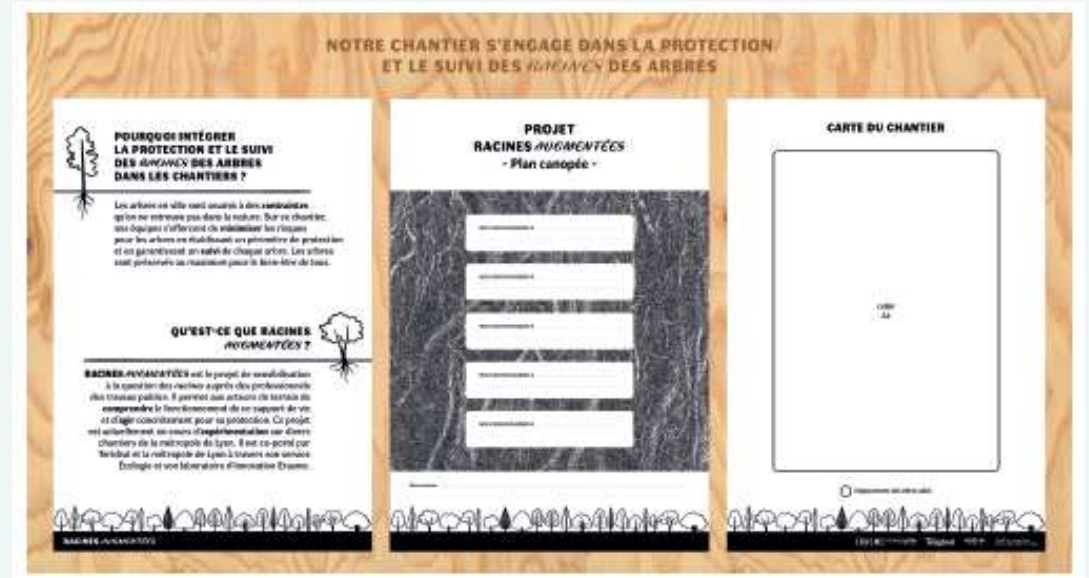 NOTRE CHANTIER S'ENGAGE DANS LA PROTECTION
ET LE SUIVI DES RACINES DES ARBRES
POURQUOI INTÉGRER
LA PROTECTION ET LE SUIVI
DES RACINES DES ARBRES
DANS LES CHANTIERS ?
Les arbres en ville sont soumis à des contraintes
qu'on ne retrouve pas dans la nature. Sur ce chantier,
nos équipes s'efforcent de minimiser les risques
pour les arbres en établissant un périmètre de protection
et en garantissant un suivi de chaque arbre. Les arbres
sont préservés au maximum pour le bien-être de tous.
QU'EST-CE QUE RACINES
AUGMENTÉES ?
RACINES AUGMENTÉES est le projet de sensibilisation
à la question des racines auprès des professionnels
des travaux publics. Il permet aux acteurs de terrain de
comprendre le fonctionnement de ce support de vie
et d'agir concrètement pour sa protection. Ce projet
est actuellement en cours d'expérimentation sur divers
chantiers de la métropole de Lyon. Il est co-porté par
et la métropole de Lyon à travers son service
Écologie et son laboratoire d'innovation Erasme.
RACINES AUGMENTÉES
PROJET
RACINES AUGMENTÉES
- Plan canopée -
CARTE DU CHANTIER